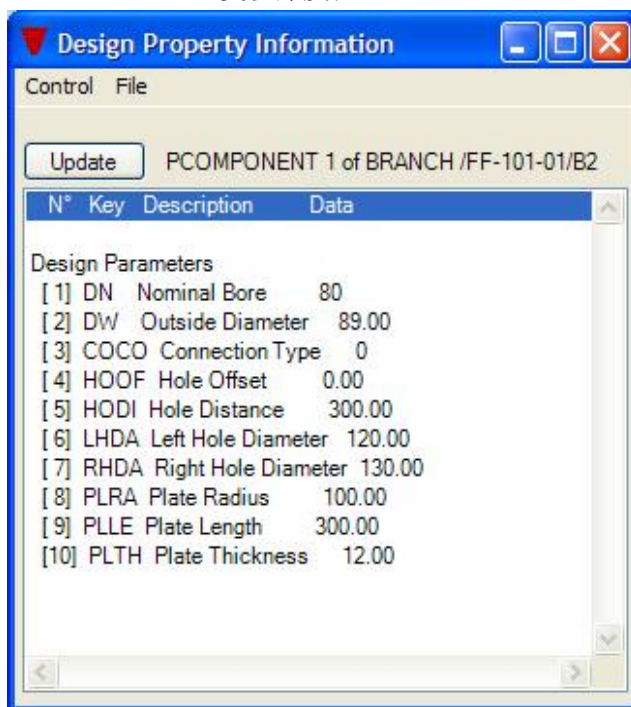 Design Property Information
Control File
Update PCOMPONENT 1 of BRANCH /FF-101-01/B2
N° Key Description Data
Design Parameters
[ 1] DN Nominal Bore 80
[ 2] DW Outside Diameter 89.00
[ 3] COCO Connection Type 0
[ 4] HOOF Hole Offset 0.00
[ 5] HODI Hole Distance 300.00
[ 6] LHDA Left Hole Diameter 120.00
[ 7] RHDA Right Hole Diameter 130.00
[ 8] PLRA Plate Radius 100.00
[ 9] PLLE Plate Length 300.00
[10] PLTH Plate Thickness 12.00